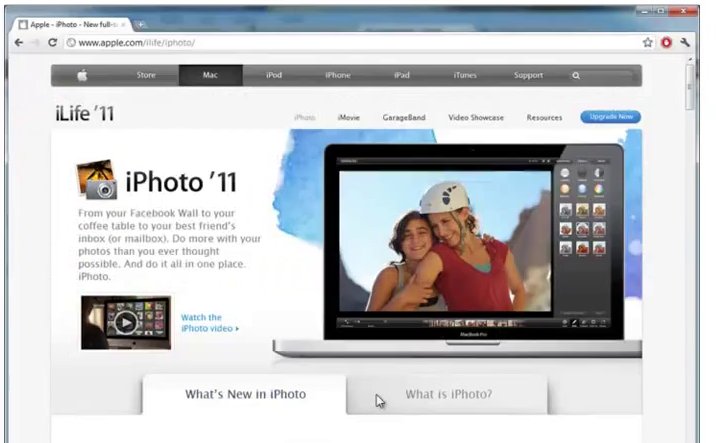 Apple - iPhoto - New full-s
www.apple.com/ilife/iphoto/
Store Mac iPod iPhone iPad iTunes Support
iLife '11
iPhoto iMovie GarageBand Video Showcase Resources Upgrade Now
iPhoto '11
From your Facebook Wall to your
coffee table to your best friend's
inbox (or mailbox). Do more with your
photos than you ever thought
possible. And do it all in one place.
iPhoto.
Watch the
iPhoto video
MacBook Pro
What's New in iPhoto
What is iPhoto?